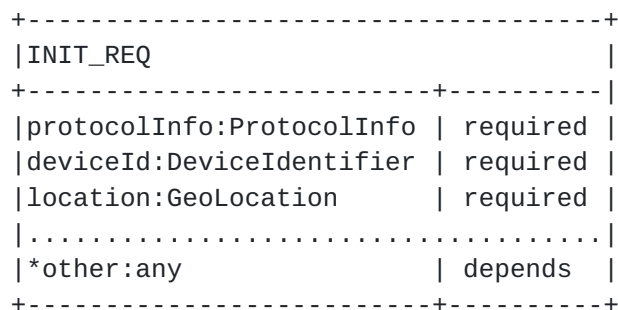 +-------------------------------------+
|INIT_REQ                             |
+--------------------------+----------|
|protocolInfo:ProtocolInfo | required |
|deviceId:DeviceIdentifier | required |
|location:GeoLocation      | required |
|.....................................|
|*other:any                | depends  |
+--------------------------+----------+